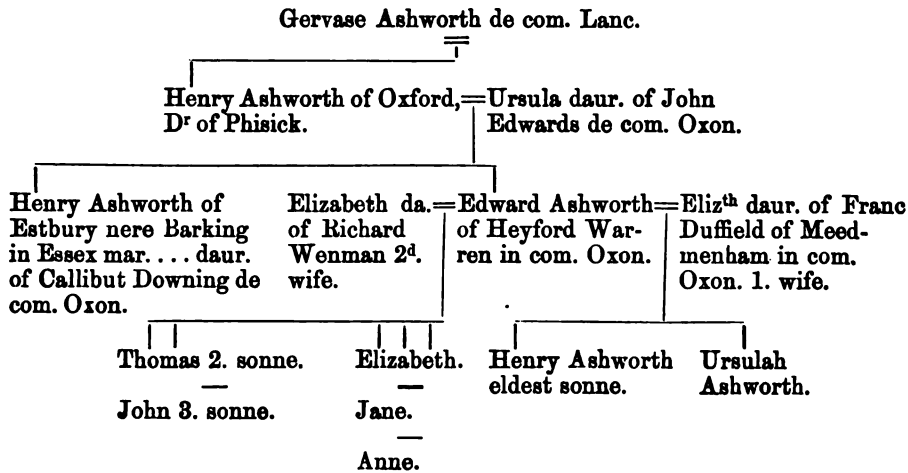 Gervase Ashworth de com. Lanc.
Henry Ashworth of Oxford,
Dʳ of Phisick.
Ursula daur. of John
Edwards de com. Oxon.
Henry Ashworth of
Estbury nere Barking
in Essex mar. . . . daur.
of Callibut Downing de
com. Oxon.
Elizabeth da.
of Richard
Wenman 2ᵈ.
wife.
Edward Ashworth
of Heyford War-
ren in com. Oxon.
Elizᵗʰ daur. of Franc
Duffield of Meed-
menham in com.
Oxon. 1. wife.
Thomas 2. sonne.
John 3. sonne.
Elizabeth.
Jane.
Anne.
Henry Ashworth
eldest sonne.
Ursulah
Ashworth.